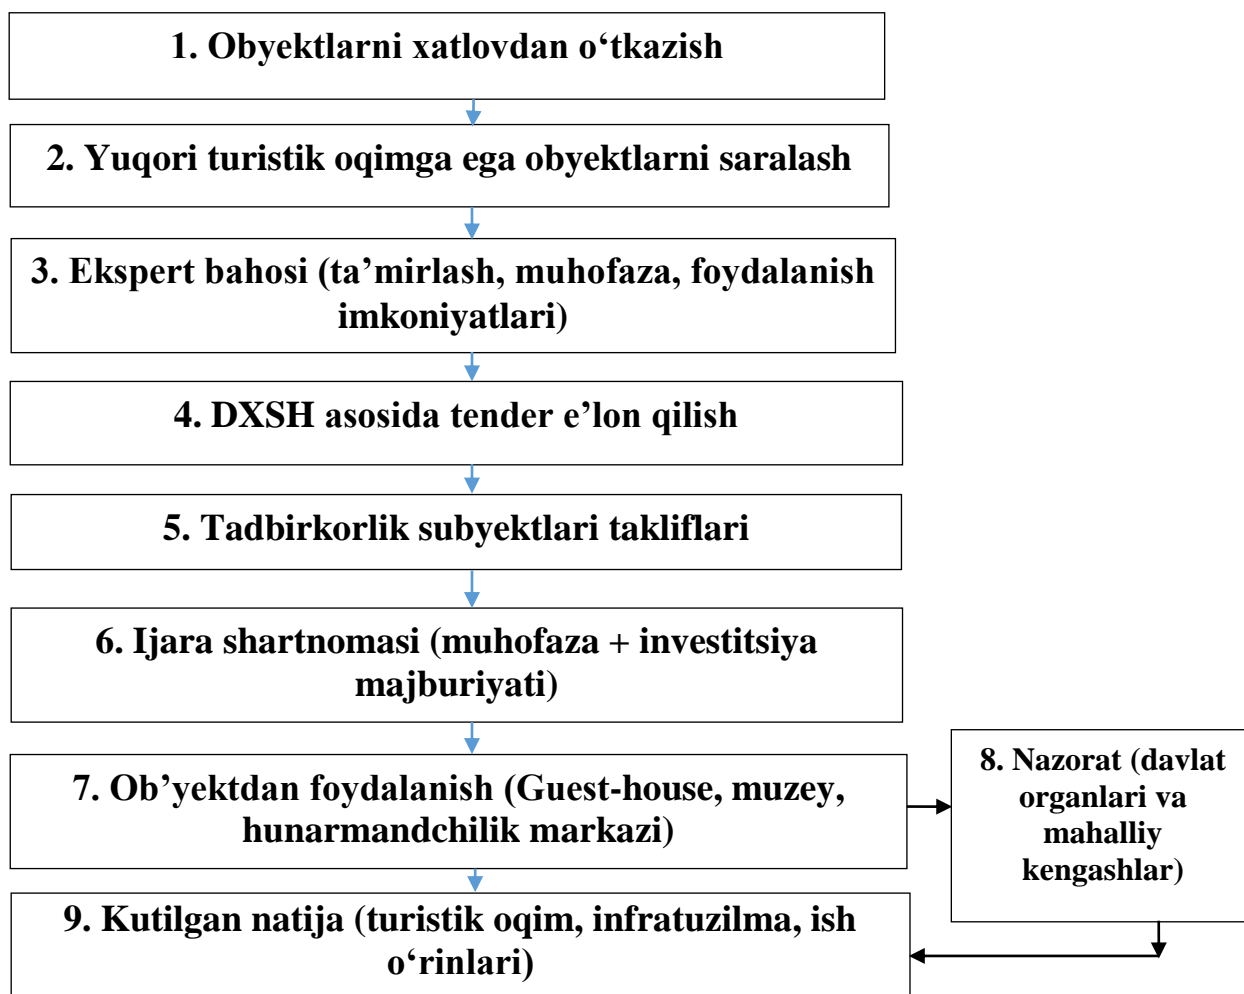 1. Obyektlarni xatlovdan o‘tkazish
2. Yuqori turistik oqimga ega obyektlarni saralash
3. Ekspert bahosi (ta’mirlash, muhofaza, foydalanish
imkoniyatlari)
4. DXSH asosida tender e’lon qilish
5. Tadbirkorlik subyektlari takliflari
6. Ijara shartnomasi (muhofaza + investitsiya
majburiyati)
7. Ob’yektdan foydalanish (Guest-house, muzey,
hunarmandchilik markazi)
8. Nazorat (davlat
organlari va
mahalliy
kengashlar)
9. Kutilgan natija (turistik oqim, infratuzilma, ish
o‘rinlari)